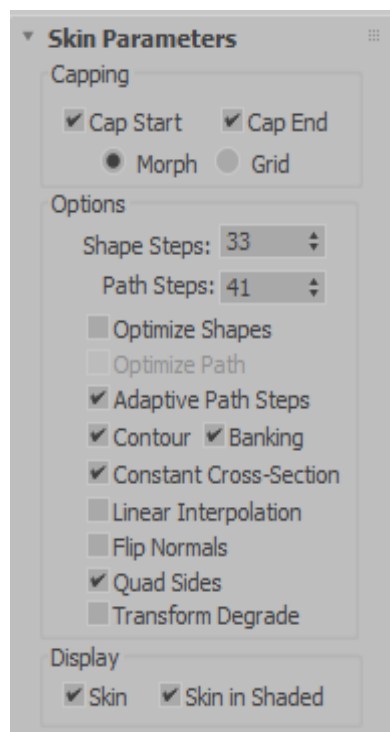 Skin Parameters
Capping
Cap Start Cap End
Morph Grid
Options
Shape Steps: 33
Path Steps: 41
Optimize Shapes
Optimize Path
Adaptive Path Steps
Contour Banking
Constant Cross-Section
Linear Interpolation
Flip Normals
Quad Sides
Transform Degrade
Display
Skin Skin in Shaded